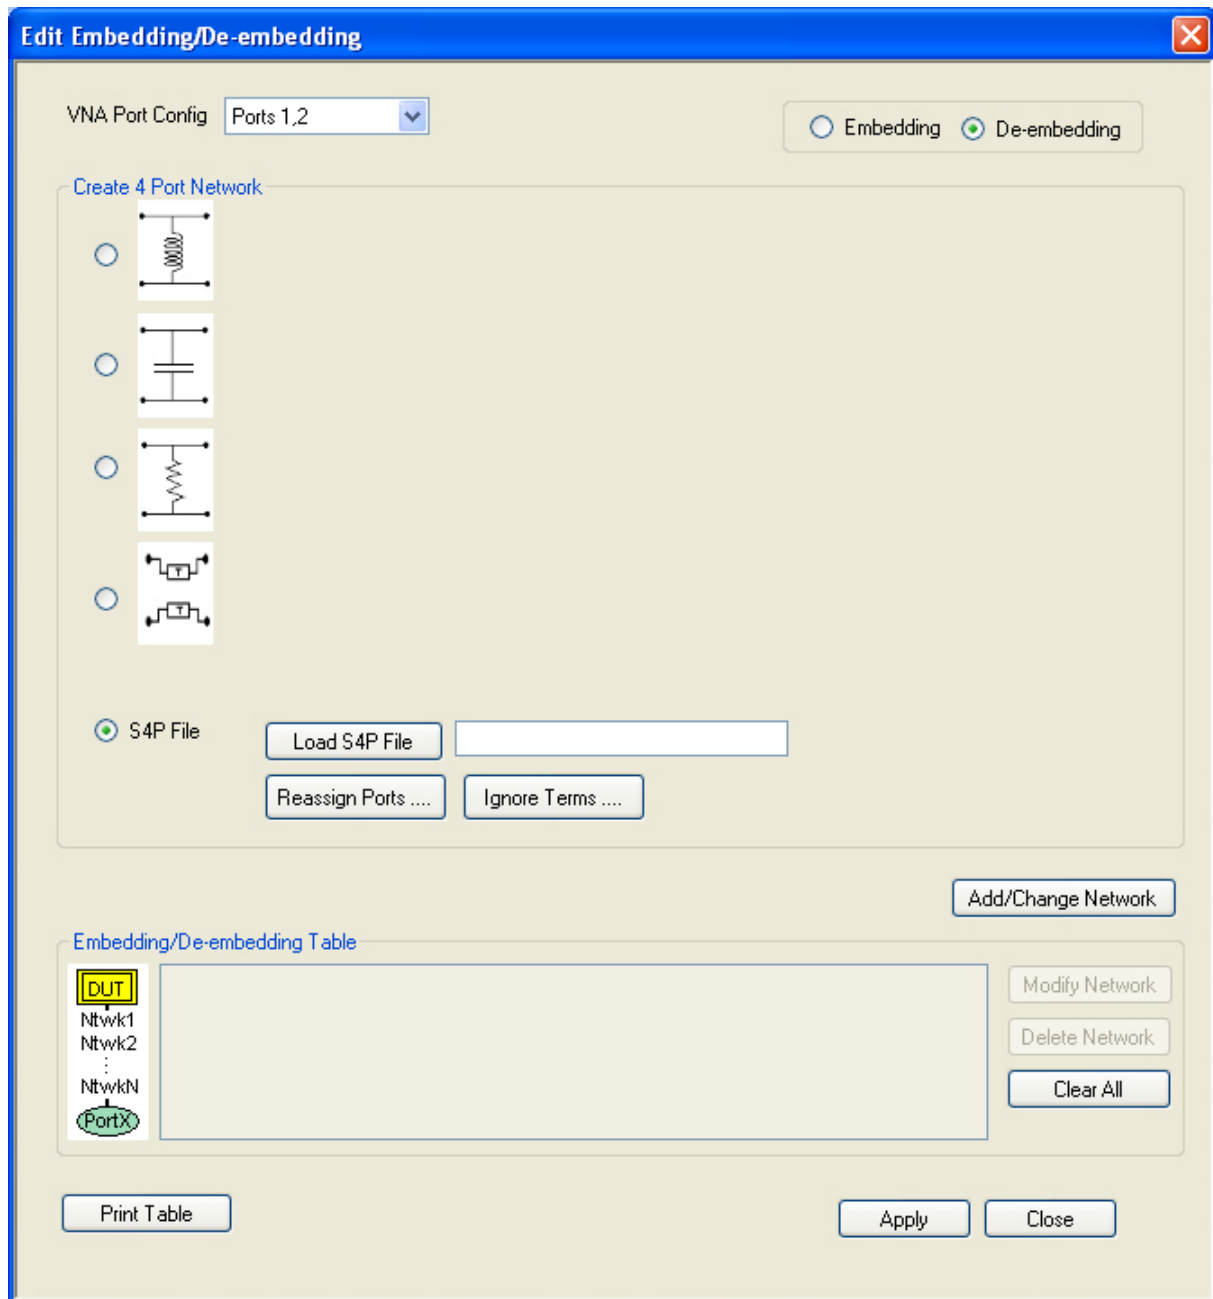 Edit Embedding/De-embedding
VNA Port Config
Ports 1,2
Embedding
De-embedding
Create 4 Port Network
T
T
S4P File
Load S4P File
Reassign Ports ....
Ignore Terms ....
Add/Change Network
Embedding/De-embedding Table
DUT
Ntwk1
Ntwk2
⋮
NtwkN
PortX
Modify Network
Delete Network
Clear All
Print Table
Apply
Close